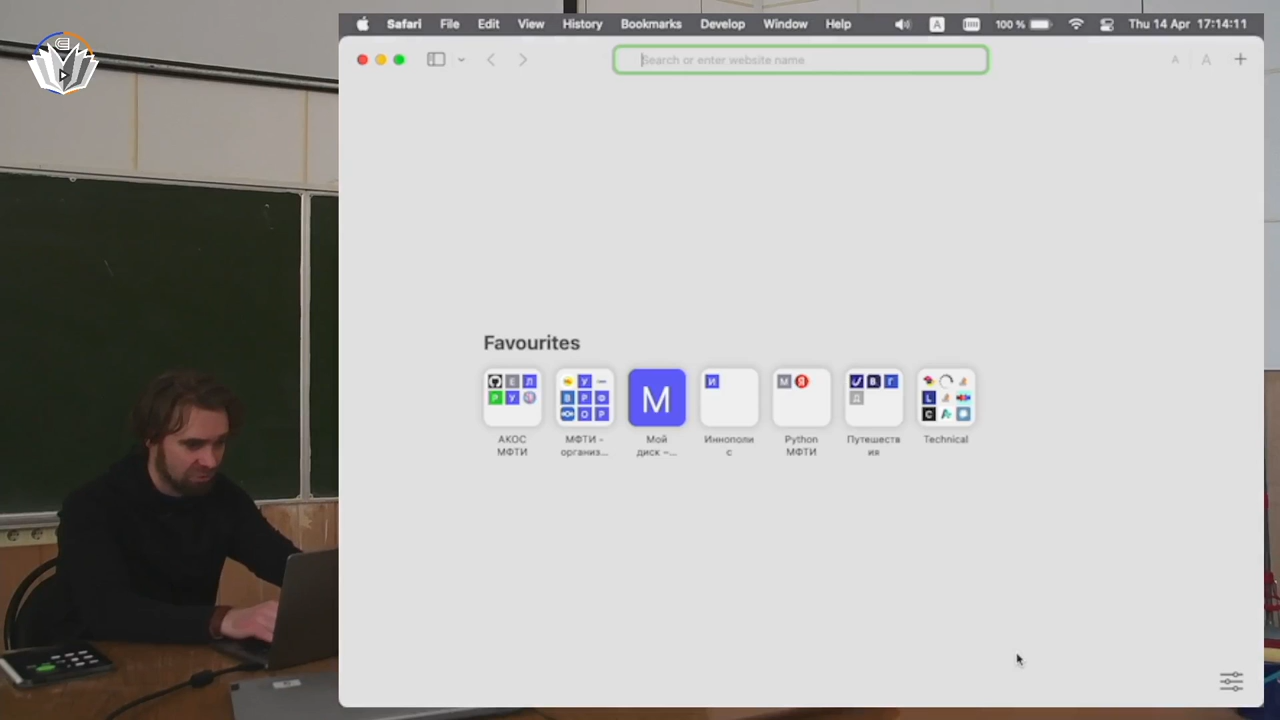 Safari File Edit View History Bookmarks Develop Window Help A 100 % Thu 14 Apr 17:14:11
Search or enter website name
A A
Favourites
Е Л
Р У
У
В Р Ф
О Р
М
И
М Я
В Г
Д
L
C
АКОС
МФТИ
МФТИ -
организ...
Мой
диск –...
Иннополи
с
Python
МФТИ
Путешеств
ия
Technical